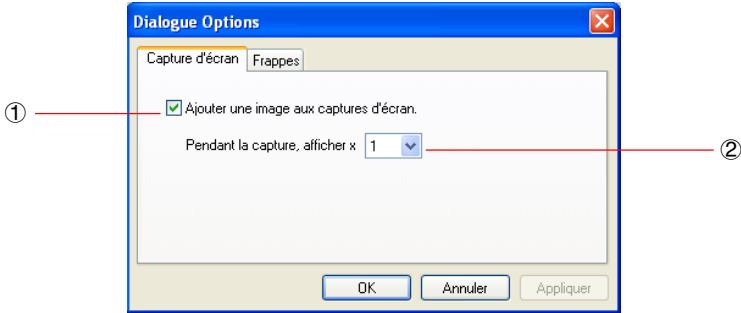 Dialogue Options
Capture d'écran Frappes
① Ajouter une image aux captures d'écran.
Pendant la capture, afficher x 1 ②
OK Annuler Appliquer